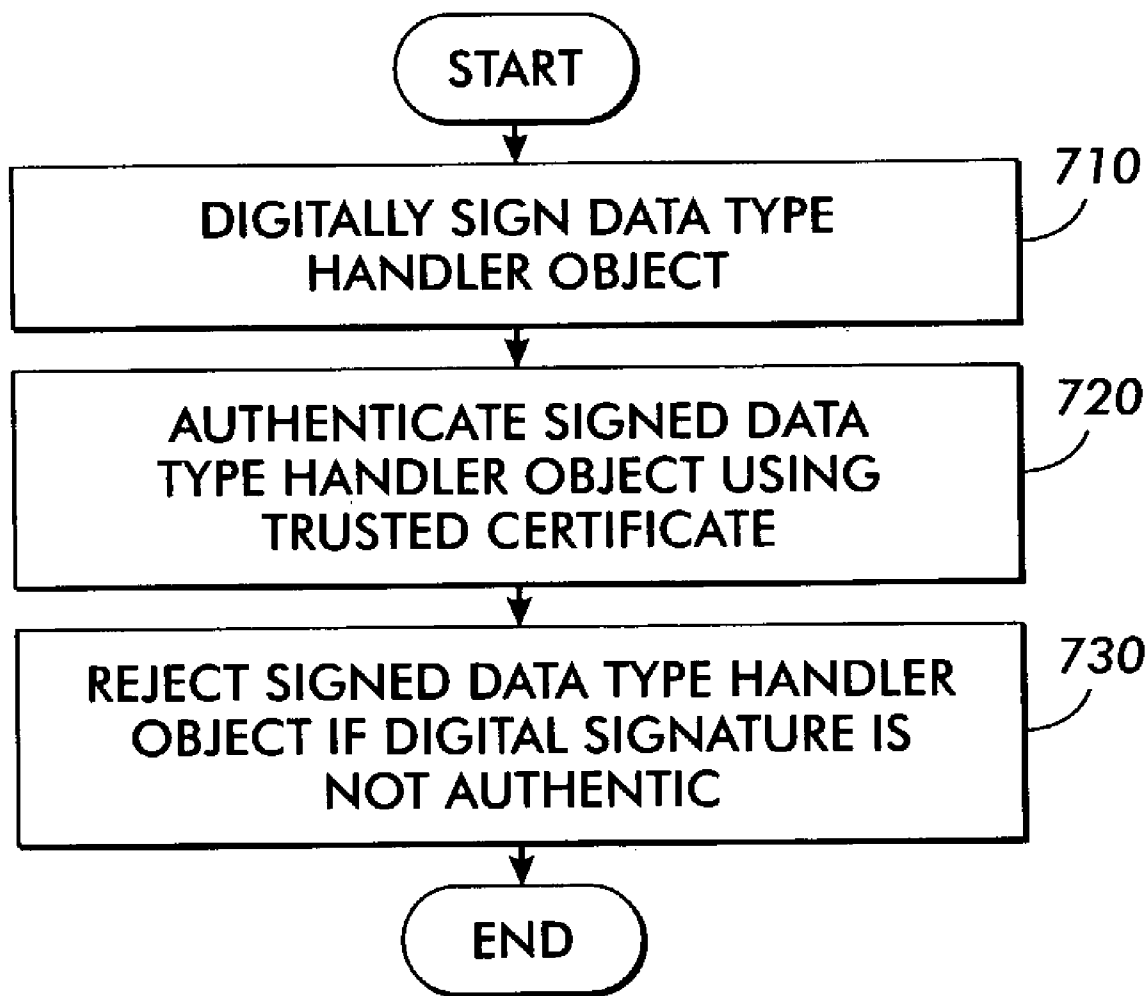 START
710
DIGITALLY SIGN DATA TYPE
HANDLER OBJECT
720
AUTHENTICATE SIGNED DATA
TYPE HANDLER OBJECT USING
TRUSTED CERTIFICATE
730
REJECT SIGNED DATA TYPE HANDLER
OBJECT IF DIGITAL SIGNATURE IS
NOT AUTHENTIC
END